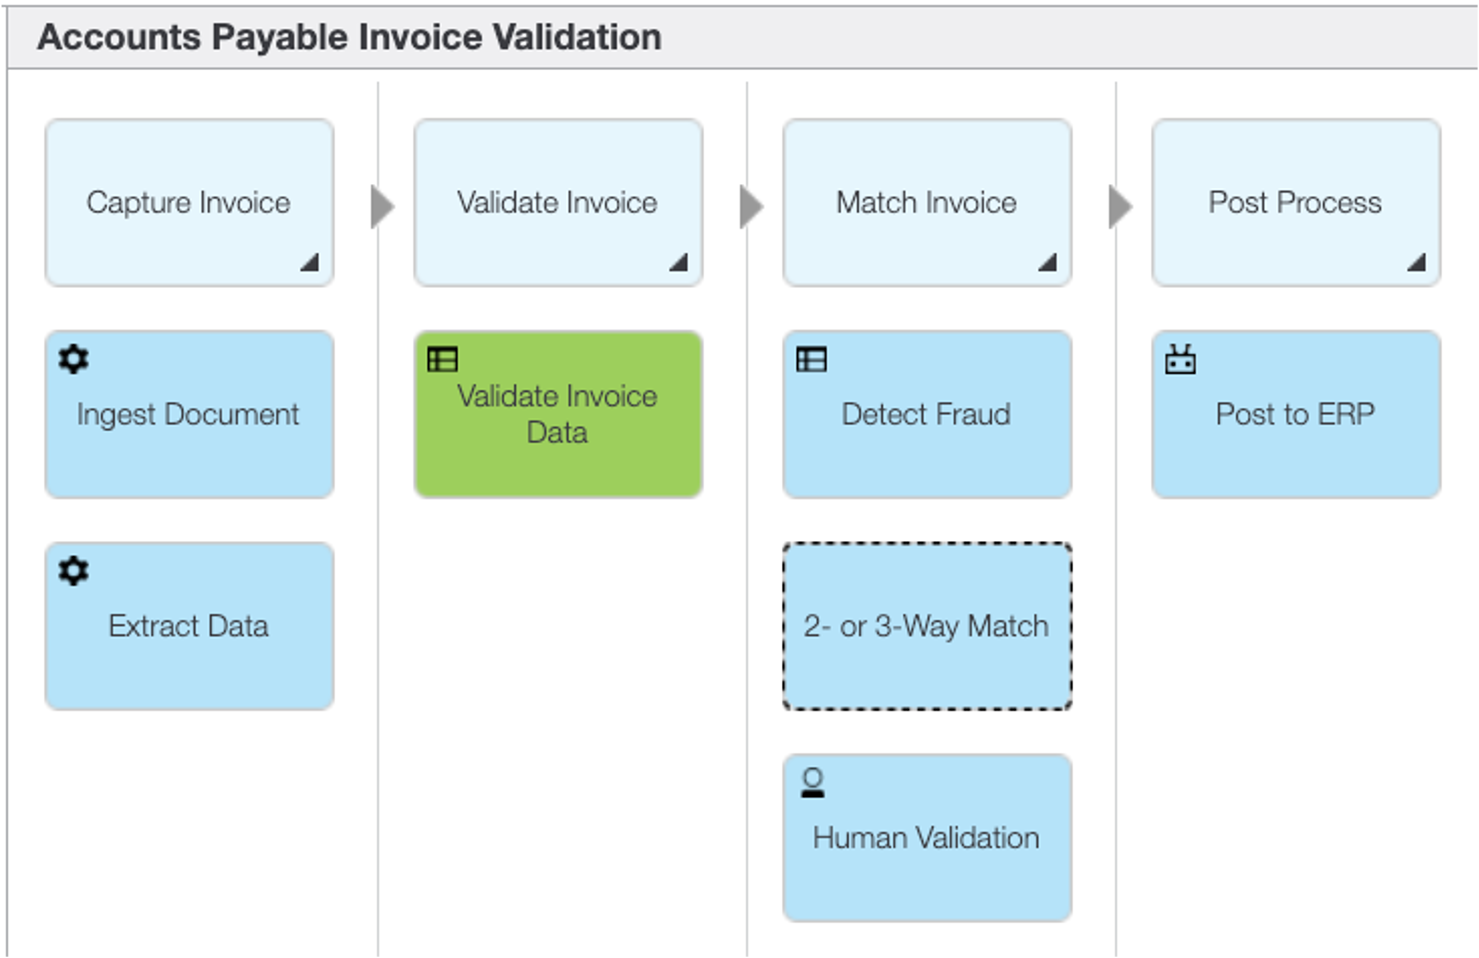 Accounts Payable Invoice Validation
Capture Invoice
Validate Invoice
Match Invoice
Post Process
Ingest Document
Validate Invoice
Data
Detect Fraud
Post to ERP
Extract Data
2- or 3-Way Match
Human Validation